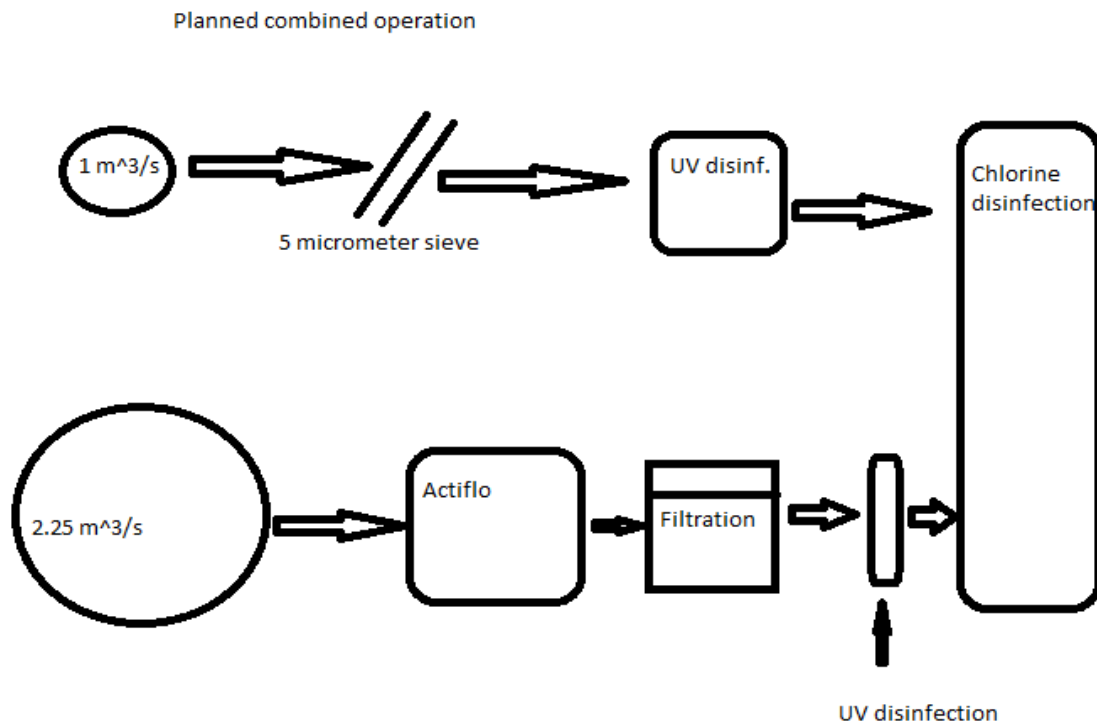 Planned combined operation
1 m^3/s
5 micrometer sieve
UV disinf.
Chlorine
disinfection
2.25 m^3/s
Actiflo
Filtration
UV disinfection